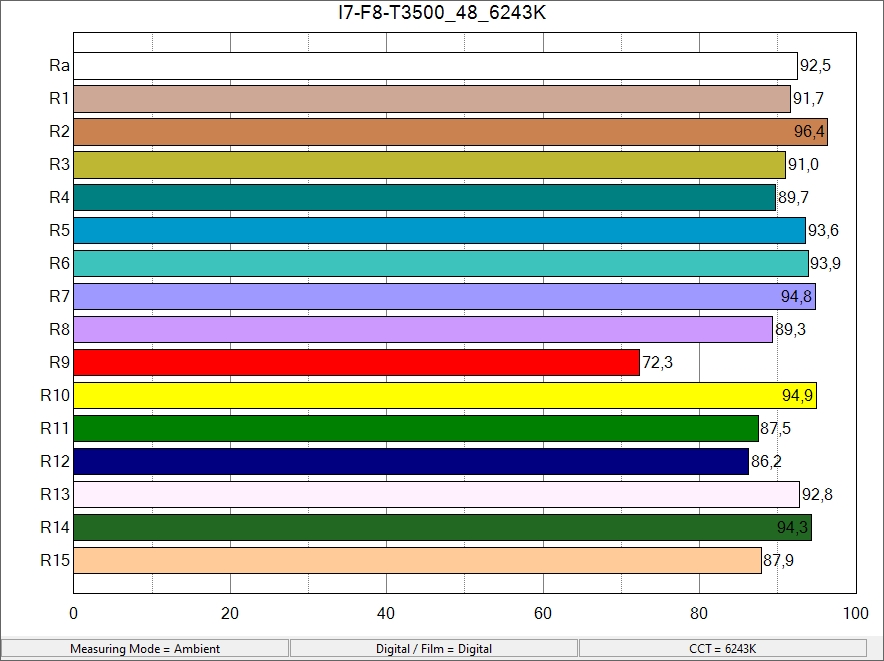 I7-F8-T3500_48_6243K
Ra 92,5
R1 91,7
R2 96,4
R3 91,0
R4 89,7
R5 93,6
R6 93,9
R7 94,8
R8 89,3
R9 72,3
R10 94,9
R11 87,5
R12 86,2
R13 92,8
R14 94,3
R15 87,9
0 20 40 60 80 100
Measuring Mode = Ambient Digital / Film = Digital CCT = 6243K